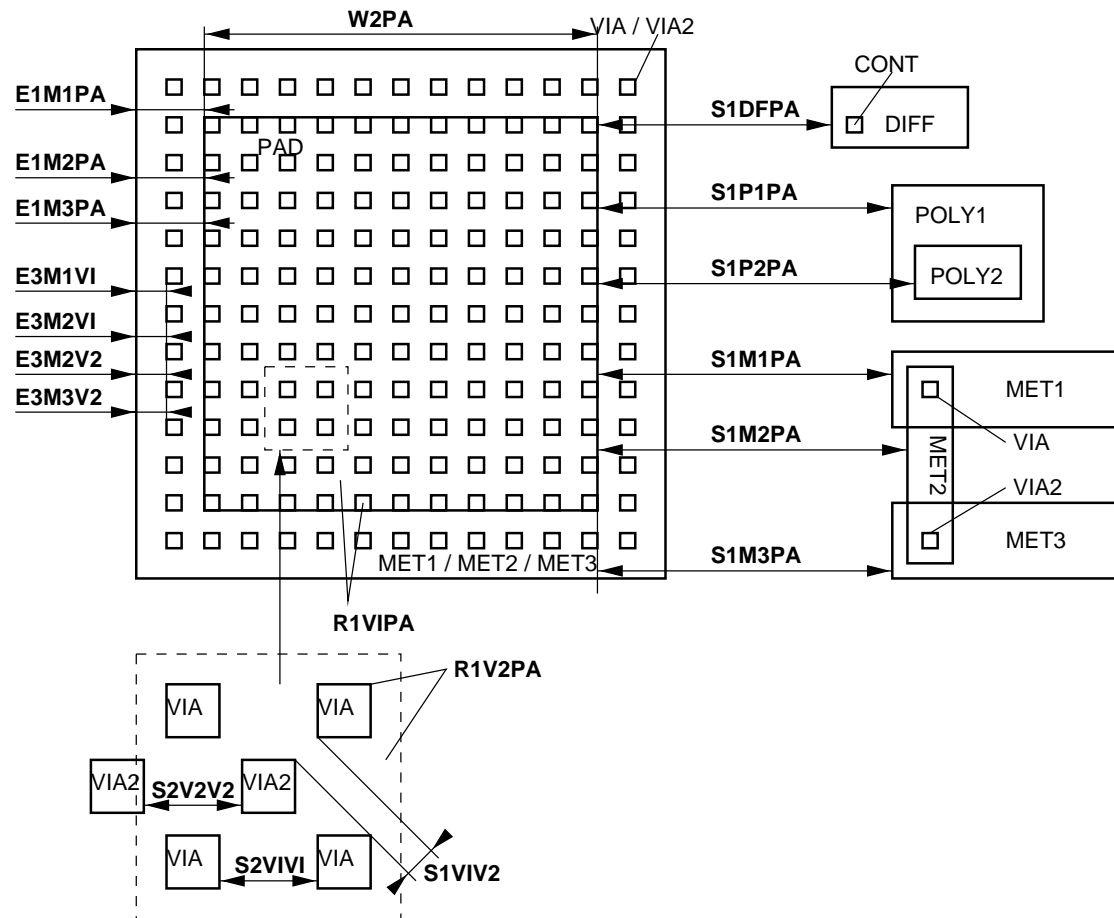 W2PA
VIA / VIA2
CONT
E1M1PA
S1DFPA
DIFF
PAD
E1M2PA
S1P1PA
E1M3PA
POLY1
S1P2PA
POLY2
E3M1VI
E3M2VI
E3M2V2
S1M1PA
MET1
E3M3V2
S1M2PA
VIA
MET2
VIA2
S1M3PA
MET3
MET1 / MET2 / MET3
R1VIPA
R1V2PA
VIA
VIA
VIA2
S2V2V2
VIA2
VIA
S2VIVI
VIA
S1VIV2